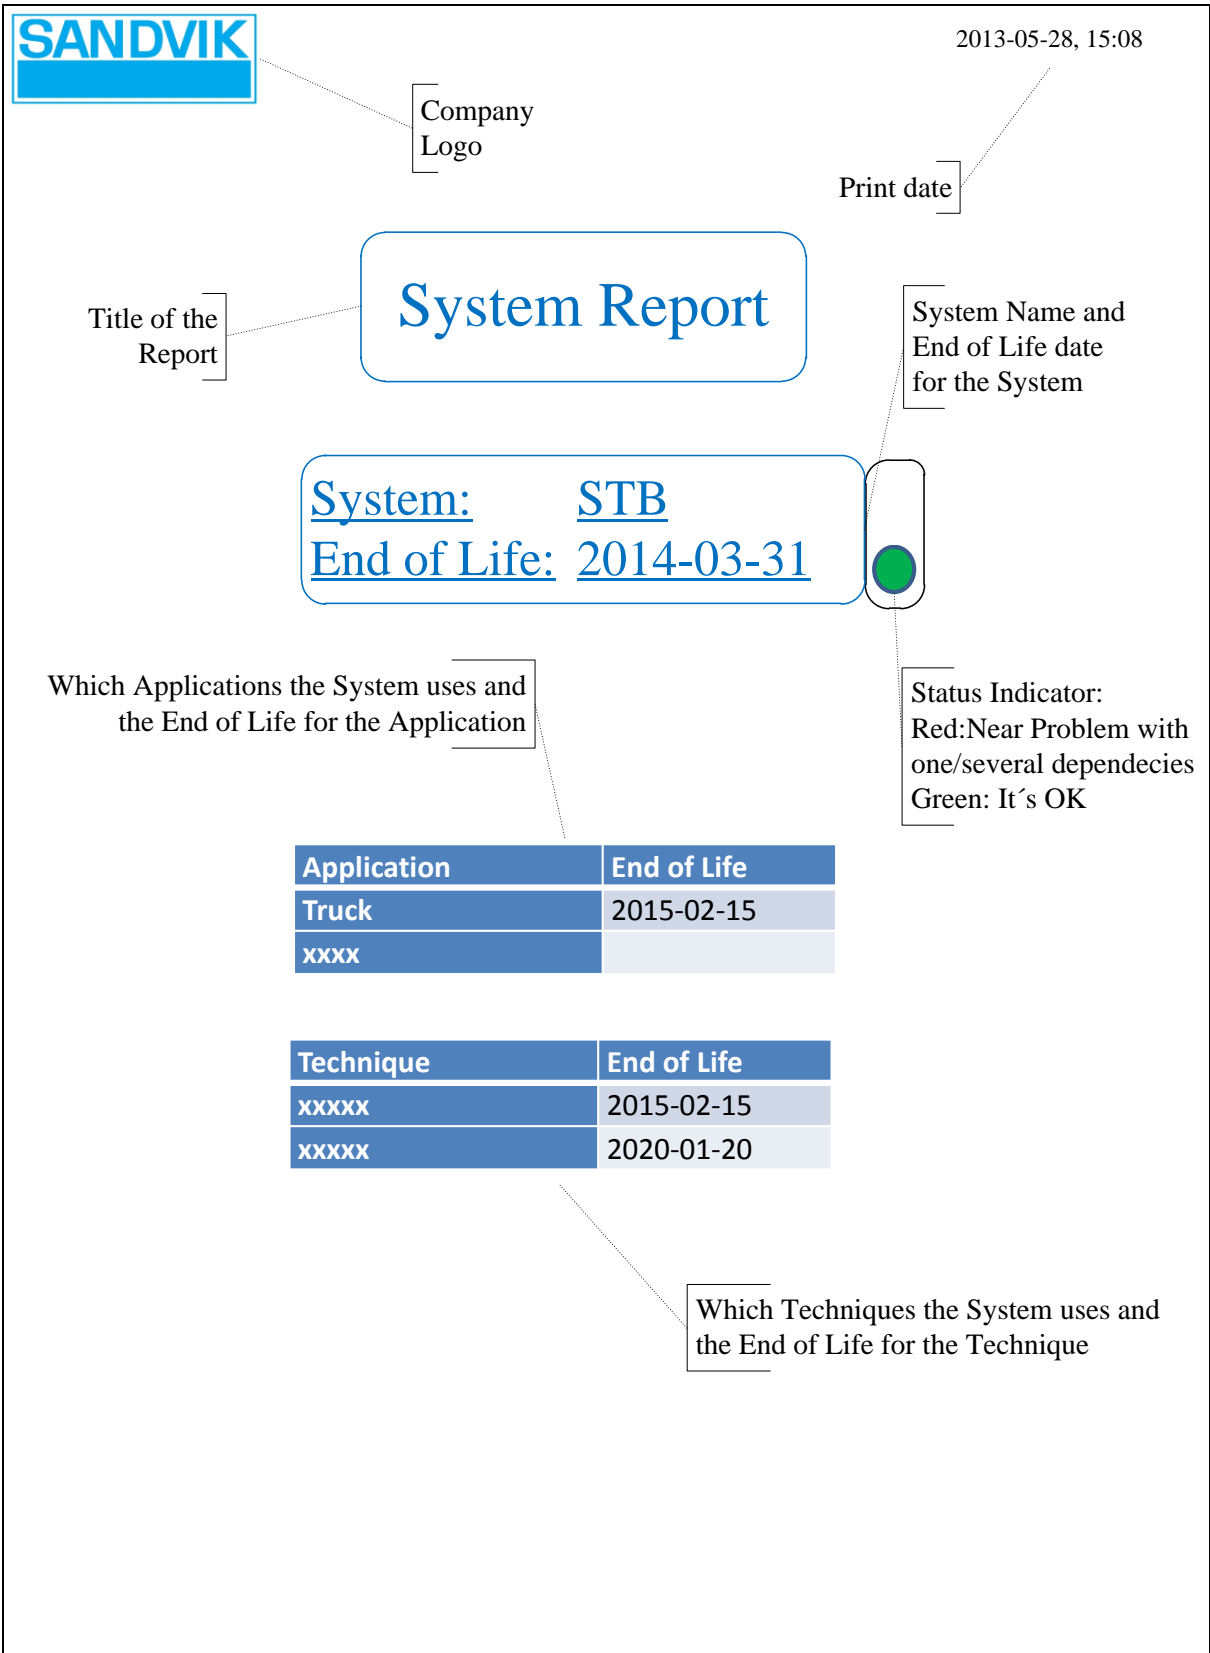 SANDVIK
2013-05-28, 15:08
Company
Logo
Print date
System Report
Title of the
Report
System Name and
End of Life date
for the System
System: STB
End of Life: 2014-03-31
Which Applications the System uses and
the End of Life for the Application
Status Indicator:
Red:Near Problem with
one/several dependecies
Green: It´s OK
Application End of Life
Truck 2015-02-15
xxxx
Technique End of Life
xxxxx 2015-02-15
xxxxx 2020-01-20
Which Techniques the System uses and
the End of Life for the Technique